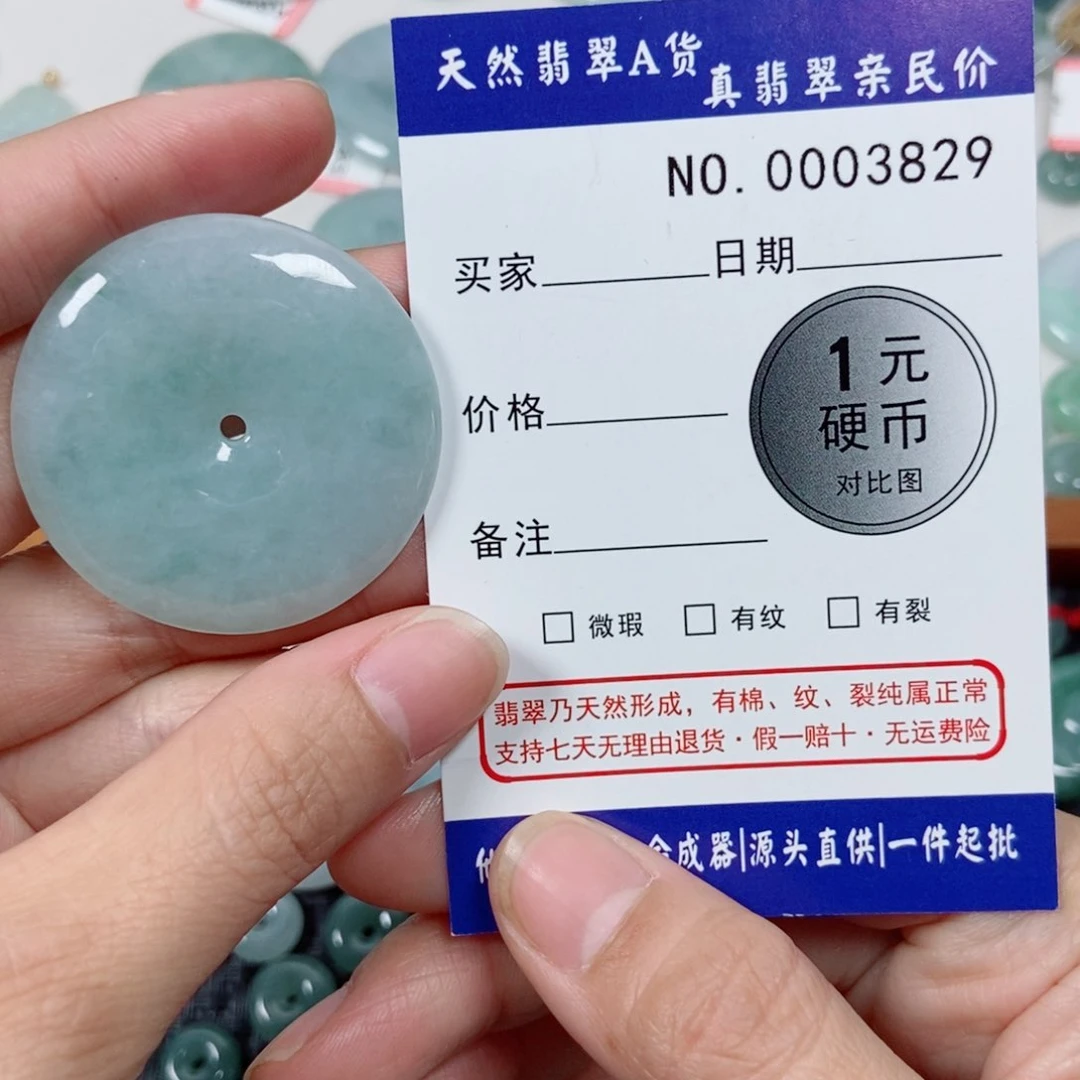 天然翡翠A货
真翡翠亲民价
NO. 0003829
买家 日期
1元
硬币
对比图
价格
备注
微瑕 有纹 有裂
翡翠乃天然形成，有棉、纹、裂纯属正常
支持七天无理由退货·假一赔十·无运费险
成器|源头直供|一件起批